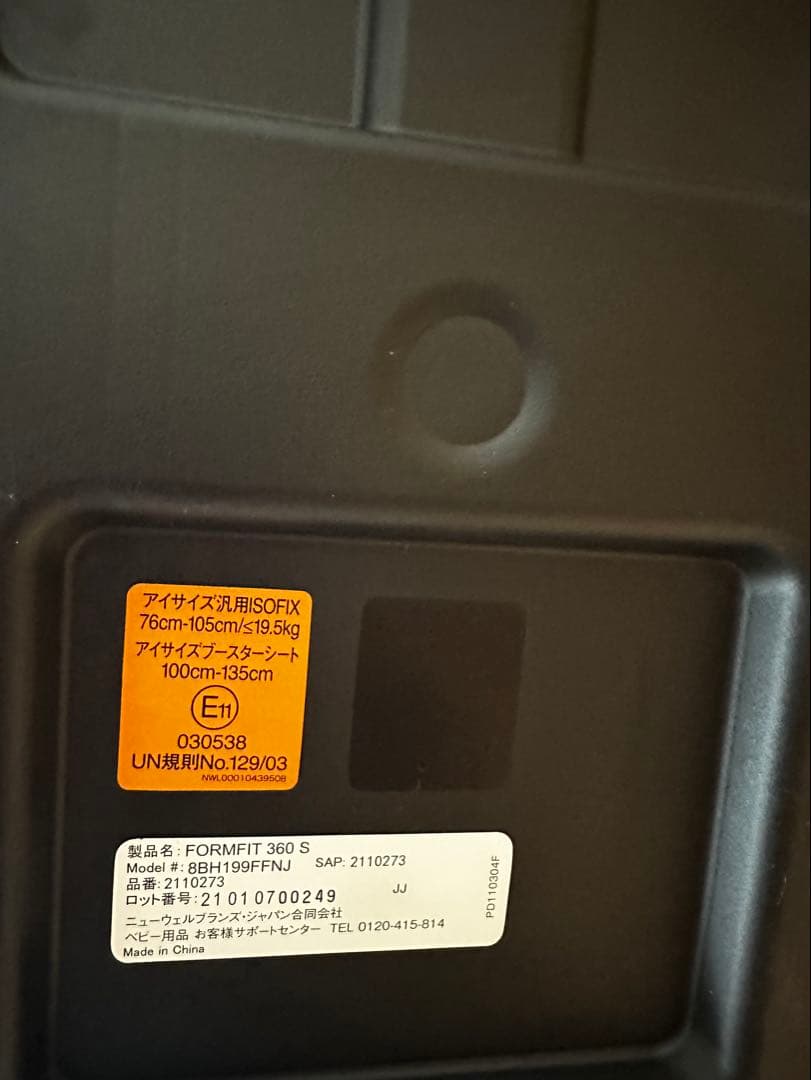 アイサイズ汎用ISOFIX
76cm-105cm/≤19.5kg
アイサイズブースターシート
100cm-135cm
E11
030538
UN規則No.129/03
NWL0001043950B
製品名: FORMFIT 360 S
Model #: 8BH199FFNJ SAP: 2110273
品番: 2110273
ロット番号: 21 01 0700249 JJ
ニューウェルブランズ・ジャパン合同会社
ベビー用品 お客様サポートセンター TEL 0120-415-814
Made in China
PD110304F